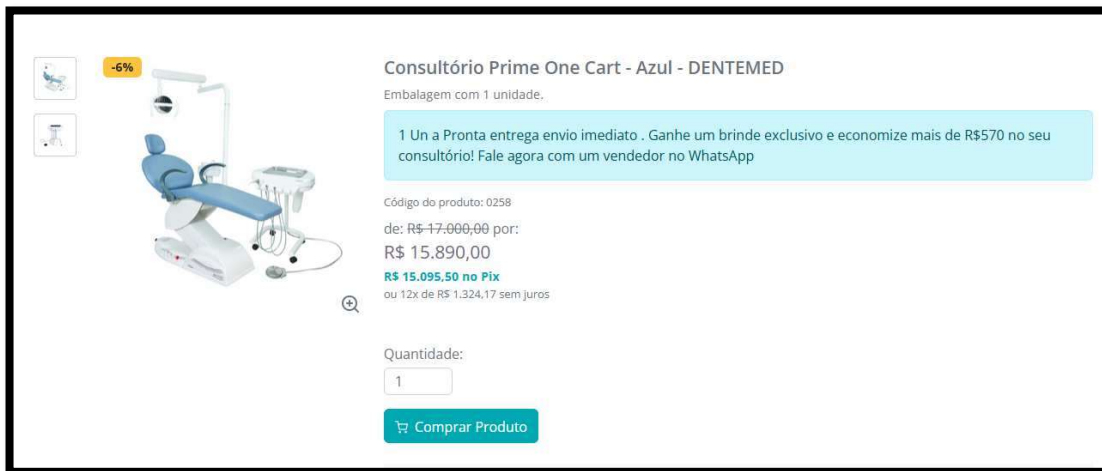 -6%
Consultório Prime One Cart - Azul - DENTEMED
Embalagem com 1 unidade.
1 Un a Pronta entrega envio imediato . Ganhe um brinde exclusivo e economize mais de R$570 no seu
consultório! Fale agora com um vendedor no WhatsApp
Código do produto: 0258
de: R$ 17.000,00 por:
R$ 15.890,00
R$ 15.095,50 no Pix
ou 12x de R$ 1.324,17 sem juros
Quantidade:
1
Comprar Produto